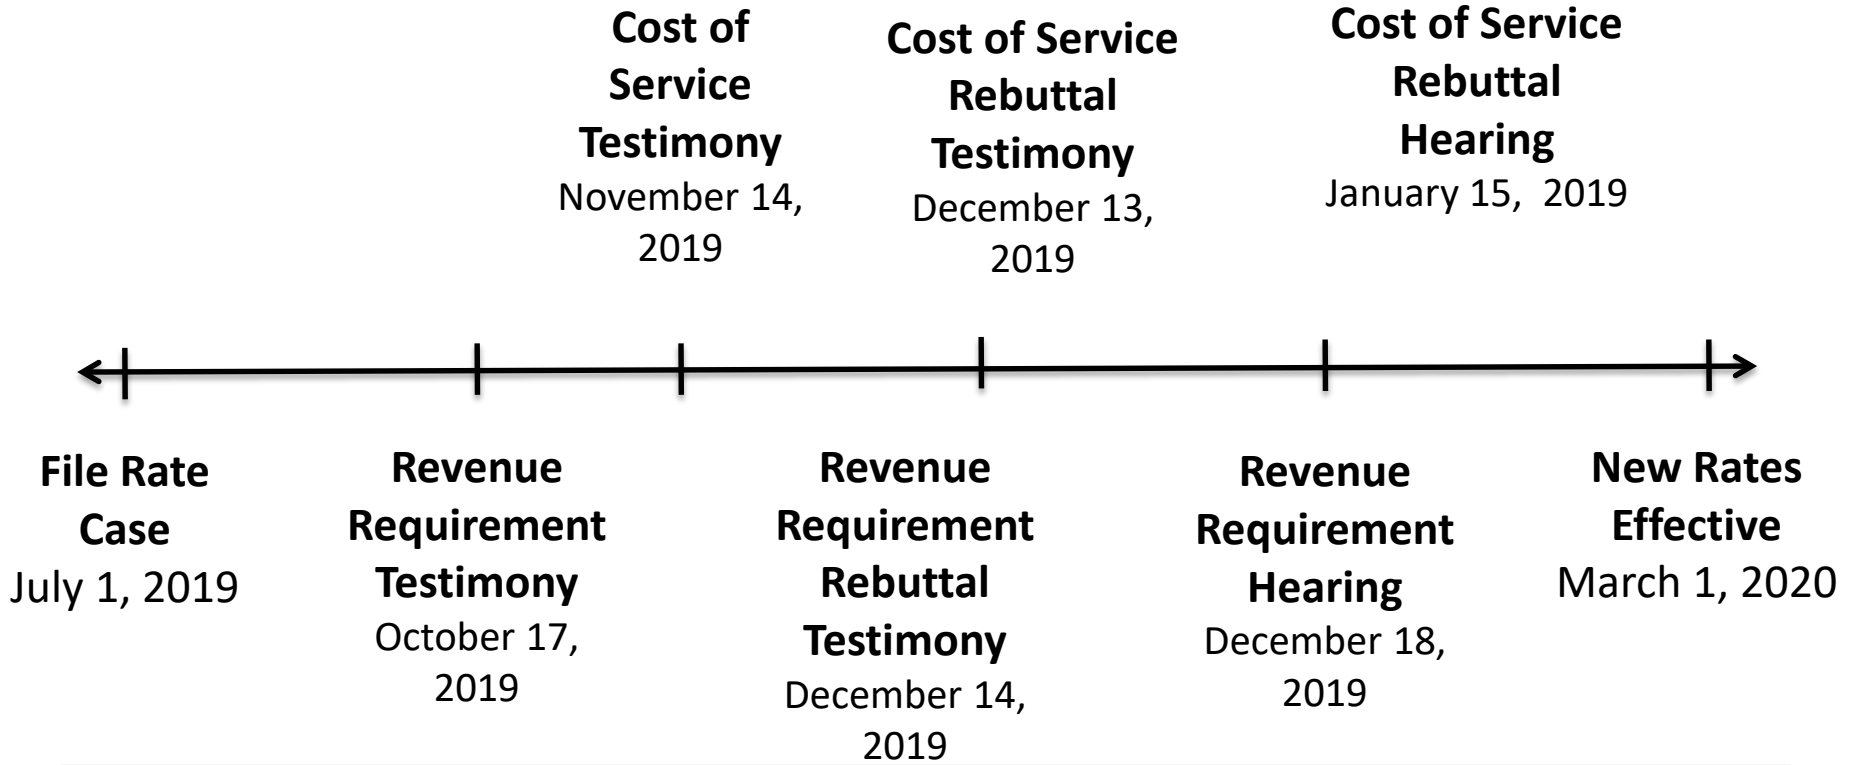 Cost of
Service
Testimony
November 14,
2019
Cost of Service
Rebuttal
Testimony
December 13,
2019
Cost of Service
Rebuttal
Hearing
January 15,  2019
File Rate
Case
July 1, 2019
Revenue
Requirement
Testimony
October 17,
2019
Revenue
Requirement
Rebuttal
Testimony
December 14,
2019
Revenue
Requirement
Hearing
December 18,
2019
New Rates
Effective
March 1, 2020